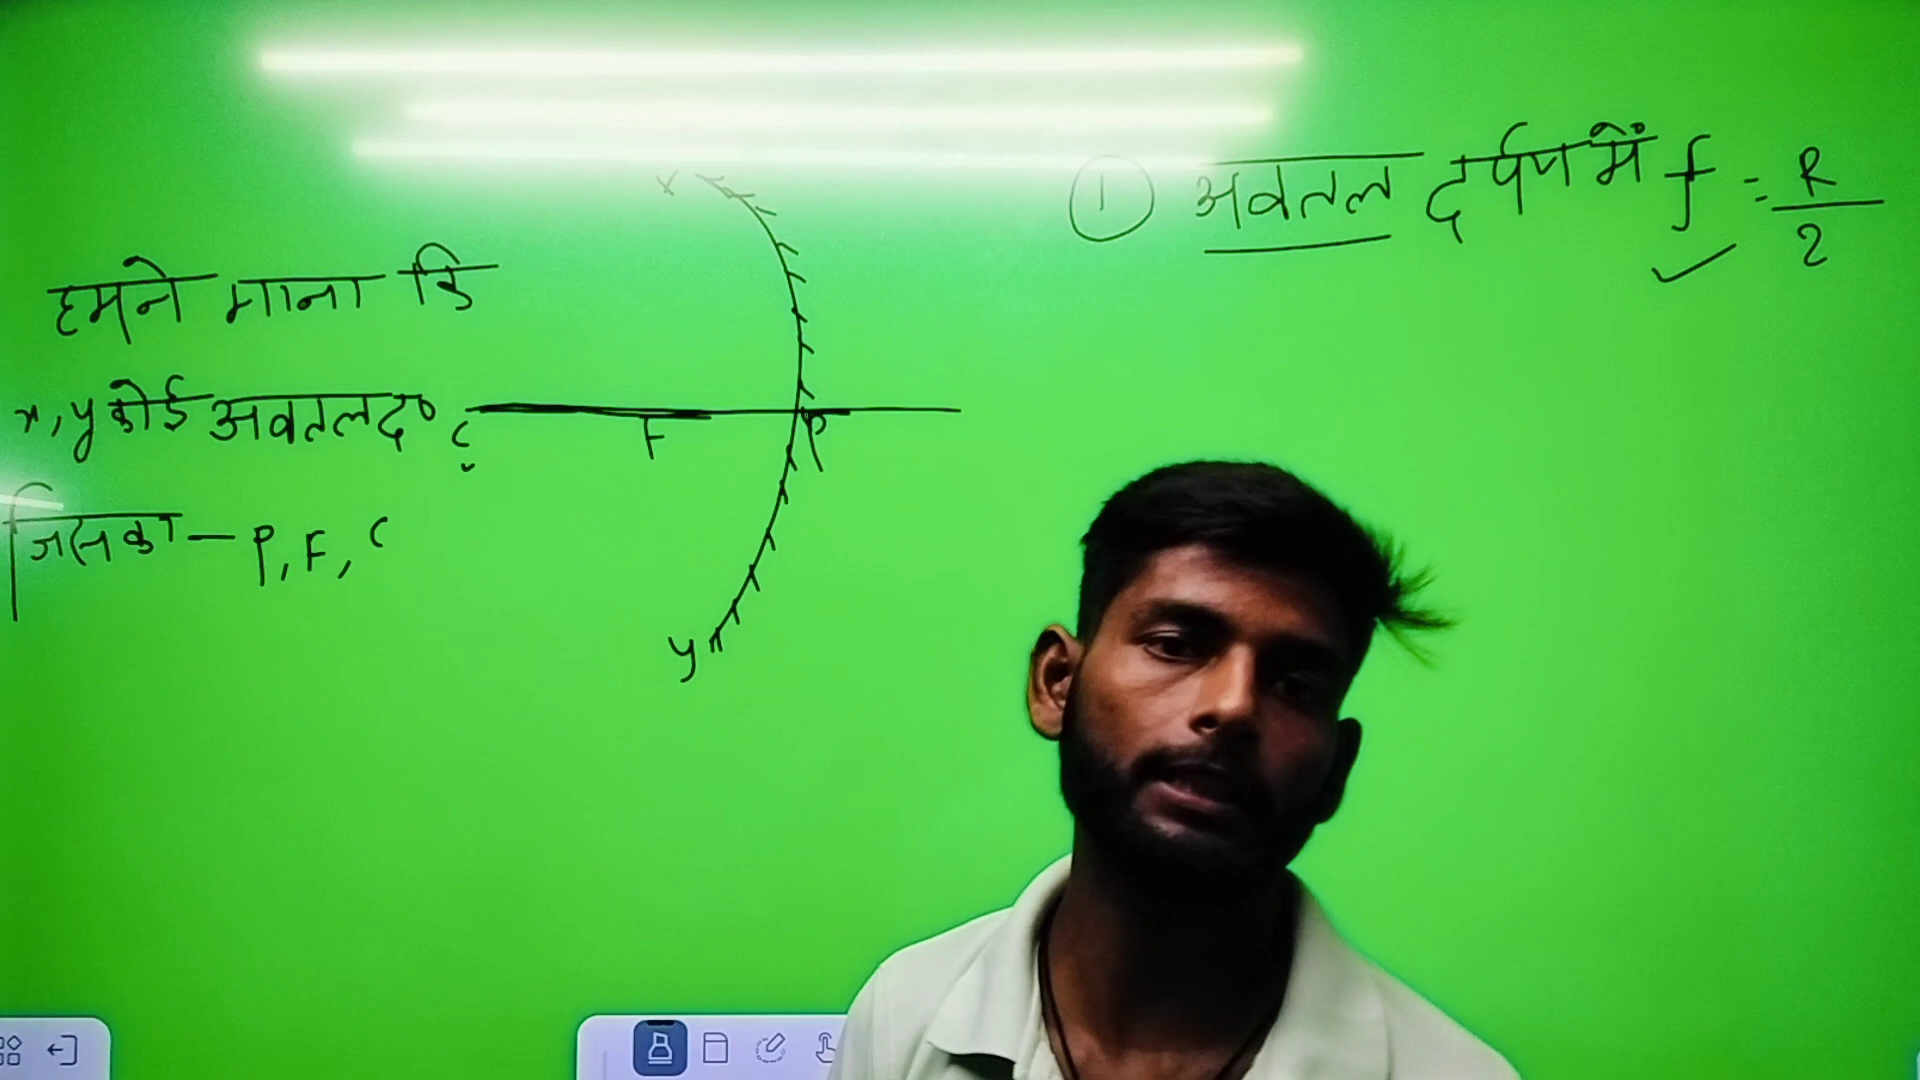 ① अवतल दर्पण में f = R/2
x
हमने माना कि
x, y कोई अवतल द०
C F P
जिसका — P, F, C
y